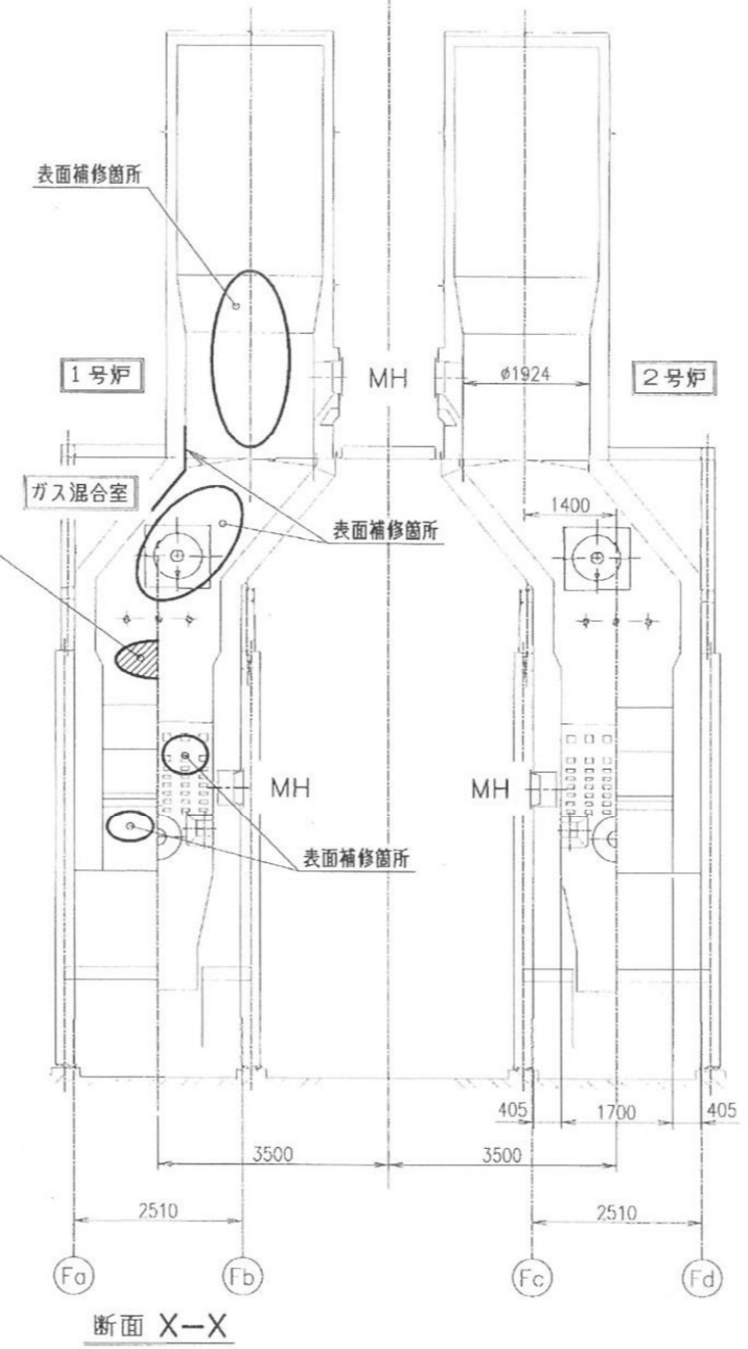 表面補修箇所
1号炉
MH
φ1924
2号炉
ガス混合室
1400
表面補修箇所
MH
MH
表面補修箇所
405
1700
405
3500
3500
2510
2510
Fa
Fb
Fc
Fd
断面 X-X